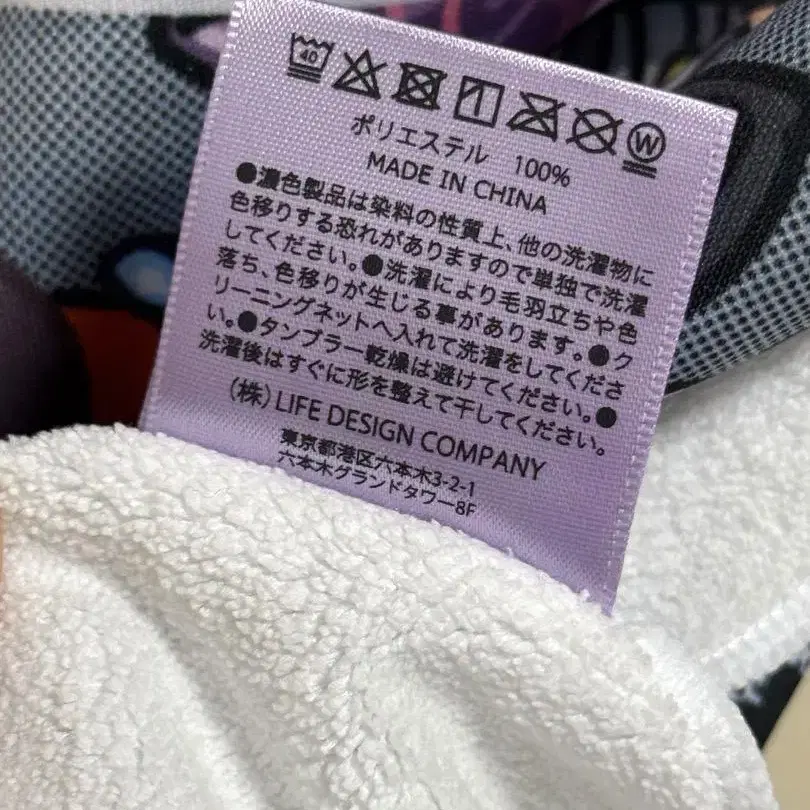 40
W
ポリエステル 100%
MADE IN CHINA
●濃色製品は染料の性質上、他の洗濯物に
色移りする恐れがありますので単独で洗濯
してください。●洗濯により毛羽立ちや色
落ち、色移りが生じる事があります。●ク
リーニングネットへ入れて洗濯をしてくださ
い。●タンブラー乾燥は避けてください。●
洗濯後はすぐに形を整えて干してください。
(株)LIFE DESIGN COMPANY
東京都港区六本木3-2-1
六本木グランドタワー8F